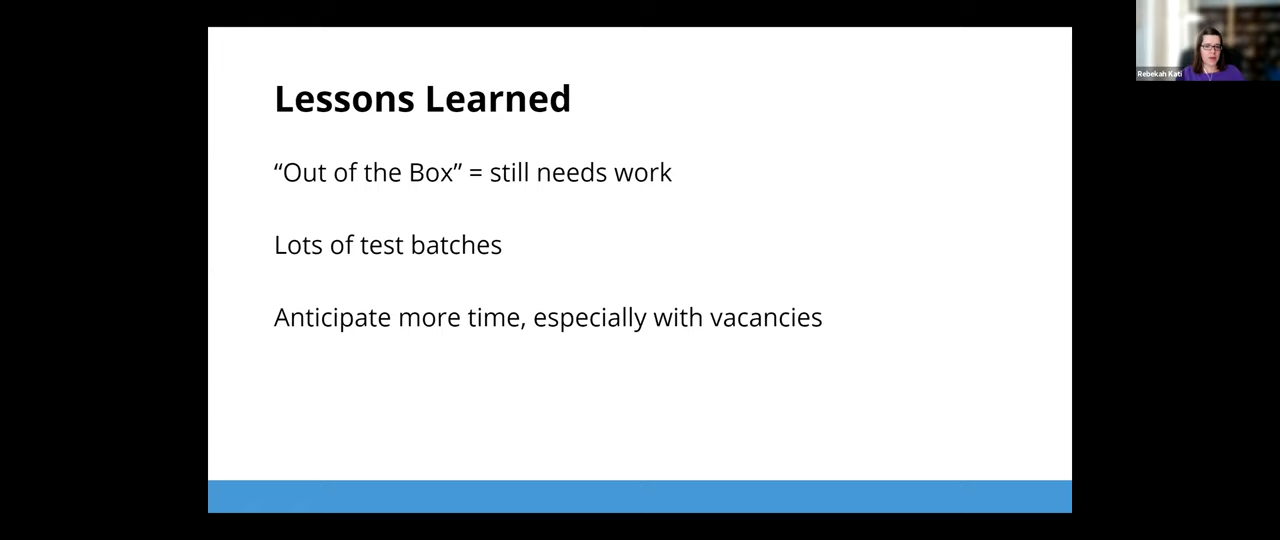 Lessons Learned
“Out of the Box” = still needs work
Lots of test batches
Anticipate more time, especially with vacancies
Rebekah Kati